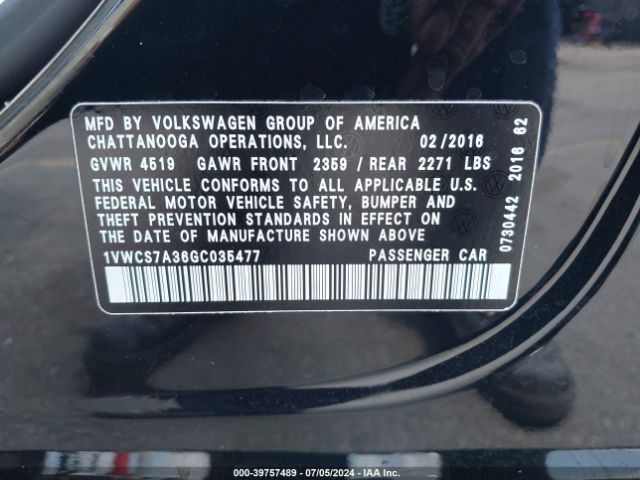 MFD BY VOLKSWAGEN GROUP OF AMERICA
CHATTANOOGA OPERATIONS, LLC. 02/2016
GVWR 4519 GAWR FRONT 2359 / REAR 2271 LBS
THIS VEHICLE CONFORMS TO ALL APPLICABLE U.S.
FEDERAL MOTOR VEHICLE SAFETY, BUMPER AND
THEFT PREVENTION STANDARDS IN EFFECT ON
THE DATE OF MANUFACTURE SHOWN ABOVE
1VWCS7A36GC035477 PASSENGER CAR
0730442 2016 62
000-39757489 | 07/05/2024 | IAA HOLDINGS, LLC